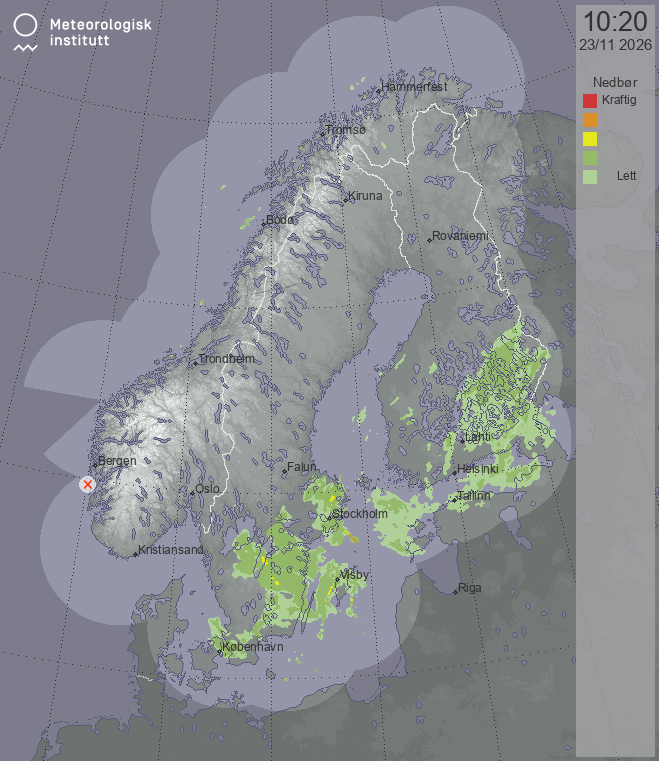 Meteorologisk
institutt
10:20
23/11 2026
Nedbør
Kraftig
Lett
Hammerfest
Tromsø
Kiruna
Bodø
Rovaniemi
Trondheim
Lahti
Bergen
Falun
Helsinki
Oslo
Tallinn
Stockholm
Kristiansand
Visby
Riga
København